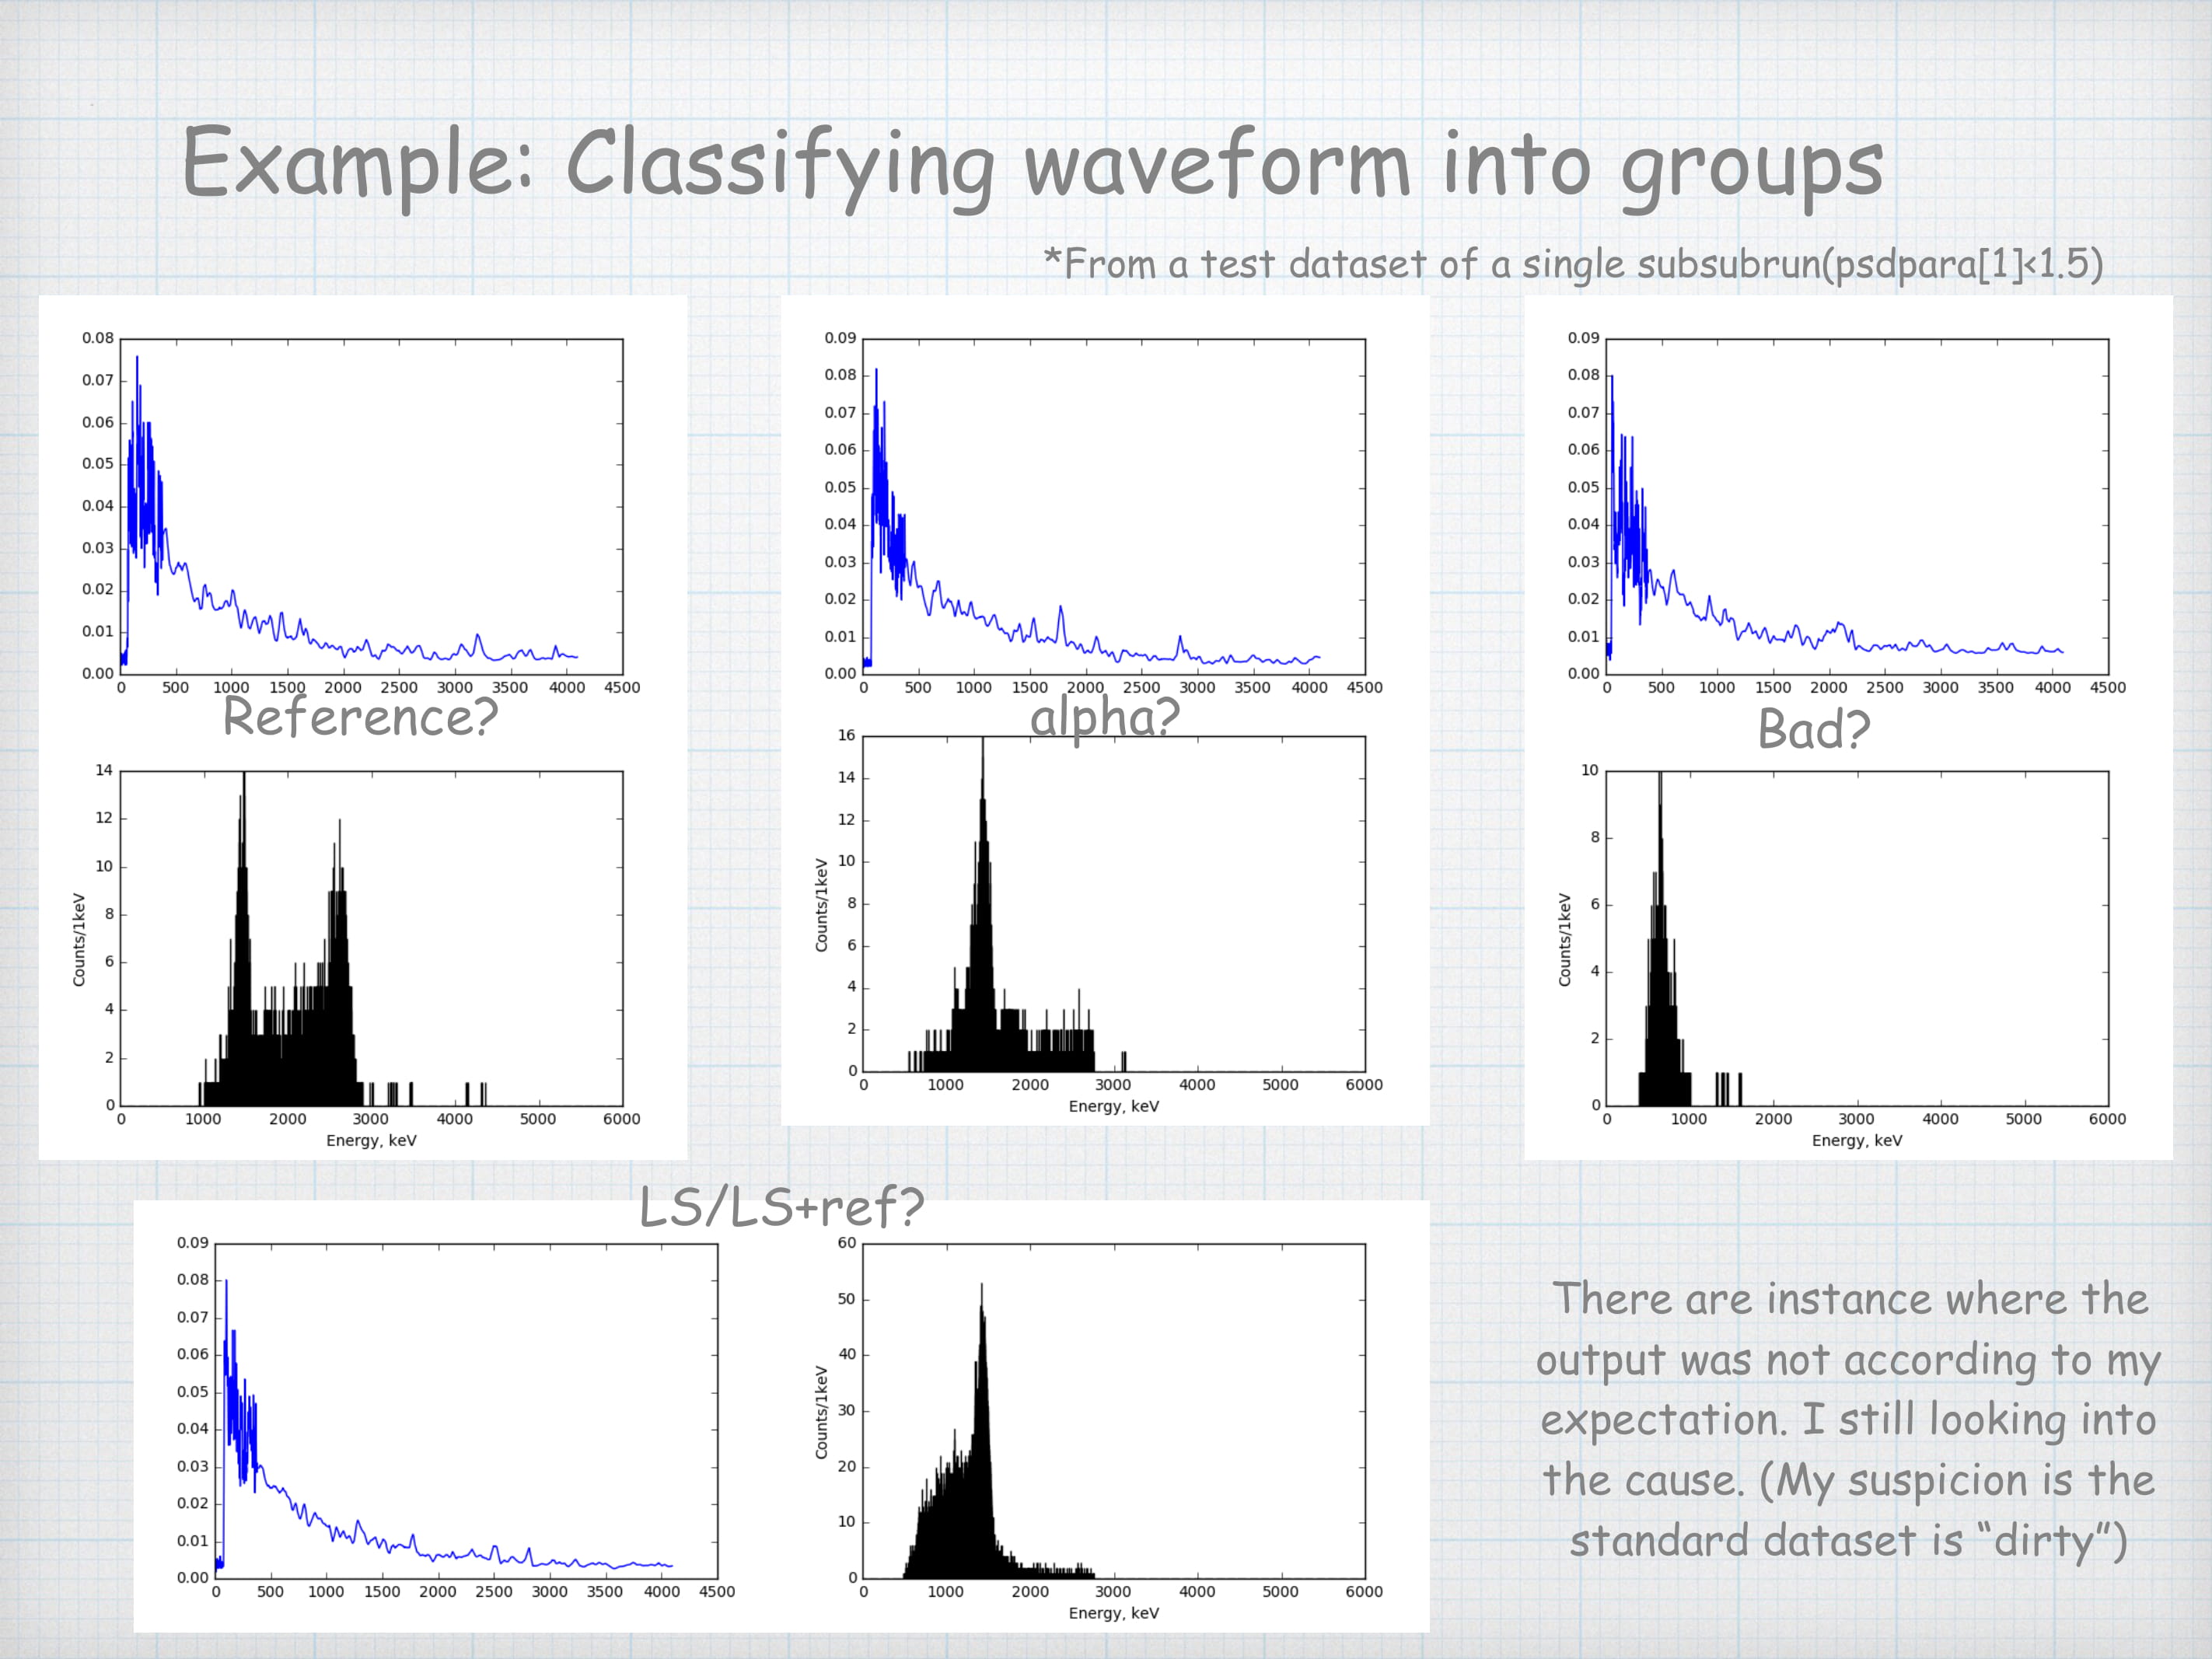 Example: Classifying waveform into groups
*From a test dataset of a single subsubrun(psdpara[1]<1.5)
0.08
0.07
0.06
0.05
0.04
0.03
0.02
0.01
0.00
0 500 1000 1500 2000 2500 3000 3500 4000 4500
Reference?
14
12
10
8
6
4
2
0
Counts/1keV
0 1000 2000 3000 4000 5000 6000
Energy, keV
0.09
0.08
0.07
0.06
0.05
0.04
0.03
0.02
0.01
0.00
0 500 1000 1500 2000 2500 3000 3500 4000 4500
alpha?
16
14
12
10
8
6
4
2
0
Counts/1keV
0 1000 2000 3000 4000 5000 6000
Energy, keV
0.09
0.08
0.07
0.06
0.05
0.04
0.03
0.02
0.01
0.00
0 500 1000 1500 2000 2500 3000 3500 4000 4500
Bad?
10
8
6
4
2
0
Counts/1keV
0 1000 2000 3000 4000 5000 6000
Energy, keV
LS/LS+ref?
0.09
0.08
0.07
0.06
0.05
0.04
0.03
0.02
0.01
0.00
0 500 1000 1500 2000 2500 3000 3500 4000 4500
60
50
40
30
20
10
0
Counts/1keV
0 1000 2000 3000 4000 5000 6000
Energy, keV
There are instance where the
output was not according to my
expectation. I still looking into
the cause. (My suspicion is the
standard dataset is “dirty”)